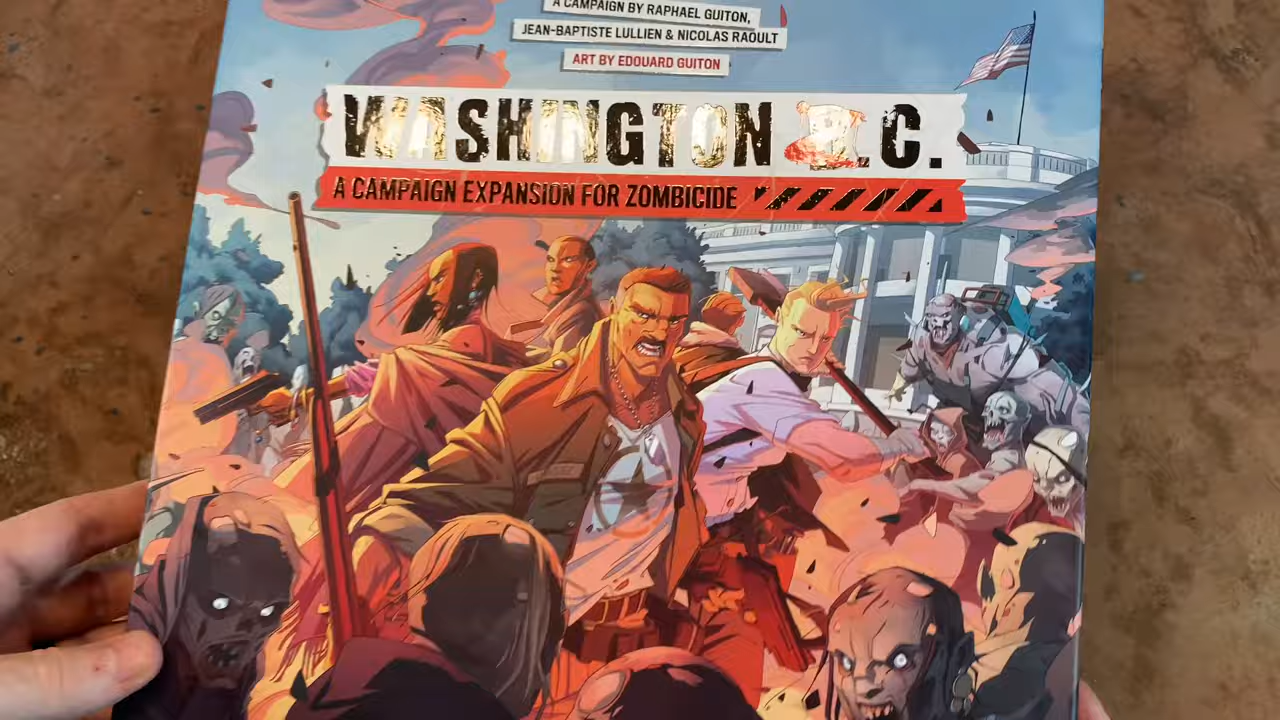 A CAMPAIGN BY RAPHAEL GUITON,
JEAN-BAPTISTE LULLIEN & NICOLAS RAOULT
ART BY EDOUARD GUITON
WASHINGTON Z.C.
A CAMPAIGN EXPANSION FOR ZOMBICIDE